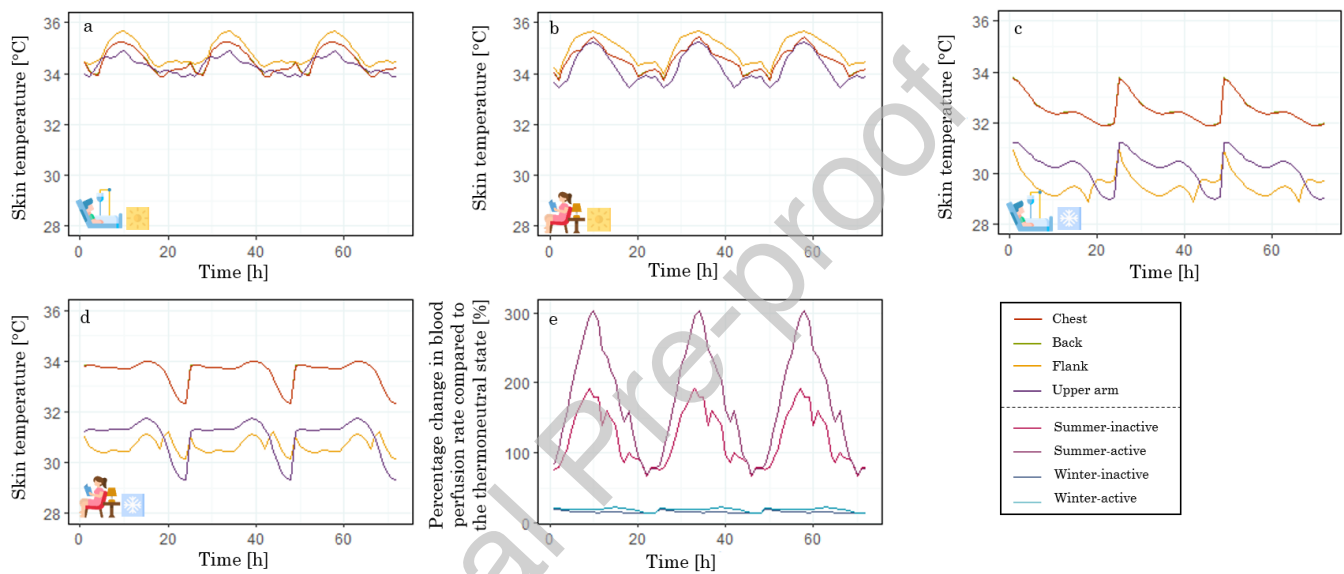 a
Skin temperature [°C]
36
34
32
30
28
0
20
40
60
Time [h]
b
Skin temperature [°C]
36
34
32
30
28
0
20
40
60
Time [h]
c
Skin temperature [°C]
36
34
32
30
28
0
20
40
60
Time [h]
d
Skin temperature [°C]
36
34
32
30
28
0
20
40
60
Time [h]
e
Percentage change in blood
perfusion rate compared to
the thermoneutral state [%]
300
200
100
0
0
20
40
60
Time [h]
Chest
Back
Flank
Upper arm
Summer-inactive
Summer-active
Winter-inactive
Winter-active
al Pre-proof